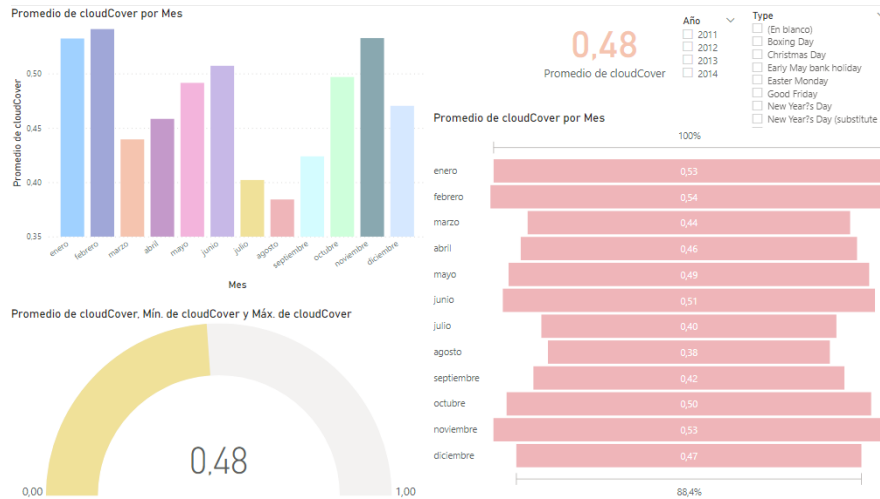 Promedio de cloudCover por Mes
Promedio de cloudCover
0,50
0,45
0,40
0,35
enero
febrero
marzo
abril
mayo
junio
julio
agosto
septiembre
octubre
noviembre
diciembre
Mes
0,48
Promedio de cloudCover
Año
2011
2012
2013
2014
Type
(En blanco)
Boxing Day
Christmas Day
Early May bank holiday
Easter Monday
Good Friday
New Year?s Day
New Year?s Day (substitute
Promedio de cloudCover por Mes
100%
enero 0,53
febrero 0,54
marzo 0,44
abril 0,46
mayo 0,49
junio 0,51
julio 0,40
agosto 0,38
septiembre 0,42
octubre 0,50
noviembre 0,53
diciembre 0,47
88,4%
Promedio de cloudCover, Mín. de cloudCover y Máx. de cloudCover
0,48
0,00
1,00